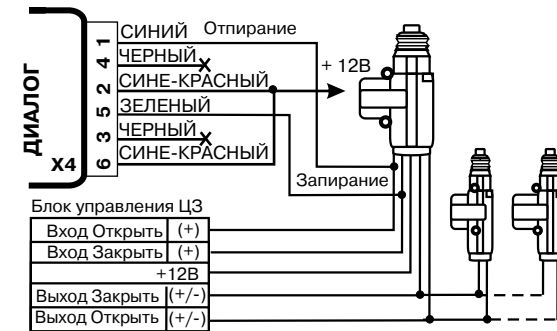 ДИАЛОГ
X4
1 СИНИЙ Отпирание
4 ЧЕРНЫЙ
2 СИНЕ-КРАСНЫЙ + 12В
5 ЗЕЛЕНЫЙ
3 ЧЕРНЫЙ
6 СИНЕ-КРАСНЫЙ
Запирание
Блок управления ЦЗ
Вход Открыть (+)
Вход Закрыть (+)
+12В
Выход Закрыть (+/-)
Выход Открыть (+/-)